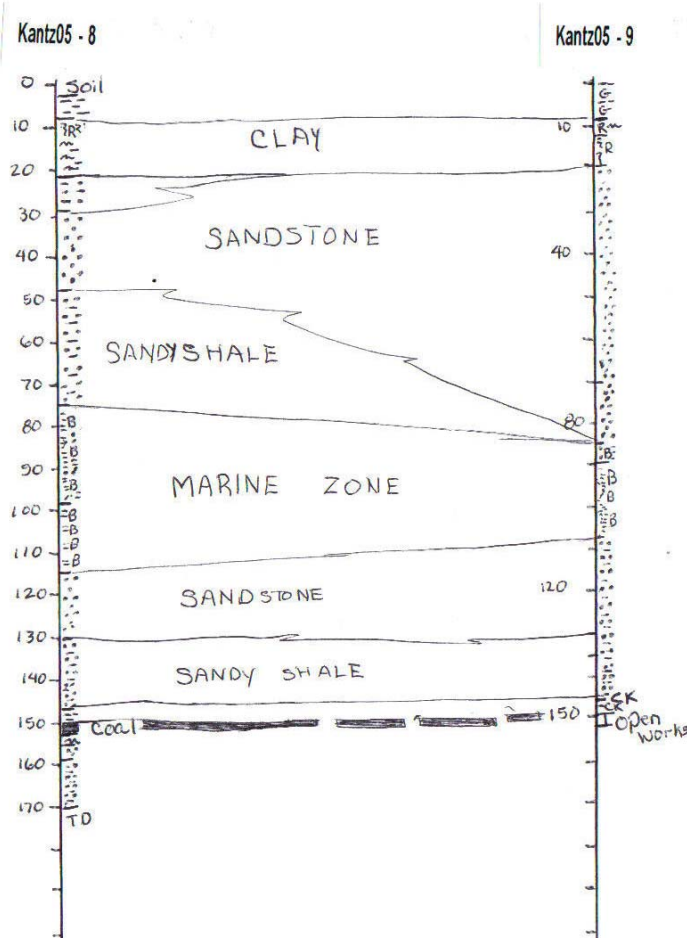 Kantz05 - 8
Kantz05 - 9
0
Soil
G
G
10
R
R
CLAY
10
R
R
20
30
SANDSTONE
40
40
50
60
SANDYSHALE
70
80
80
B
B
B
B
B
B
B
90
100
110
MARINE ZONE
B
B
B
B
120
SANDSTONE
120
130
140
SANDY SHALE
CK
CK
150
Coal
150
Open
Works
160
170
TD